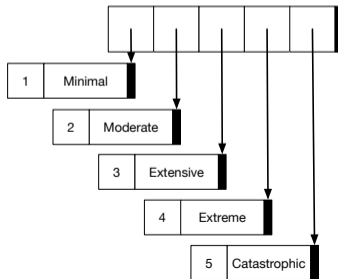 1 Minimal
2 Moderate
3 Extensive
4 Extreme
5 Catastrophic